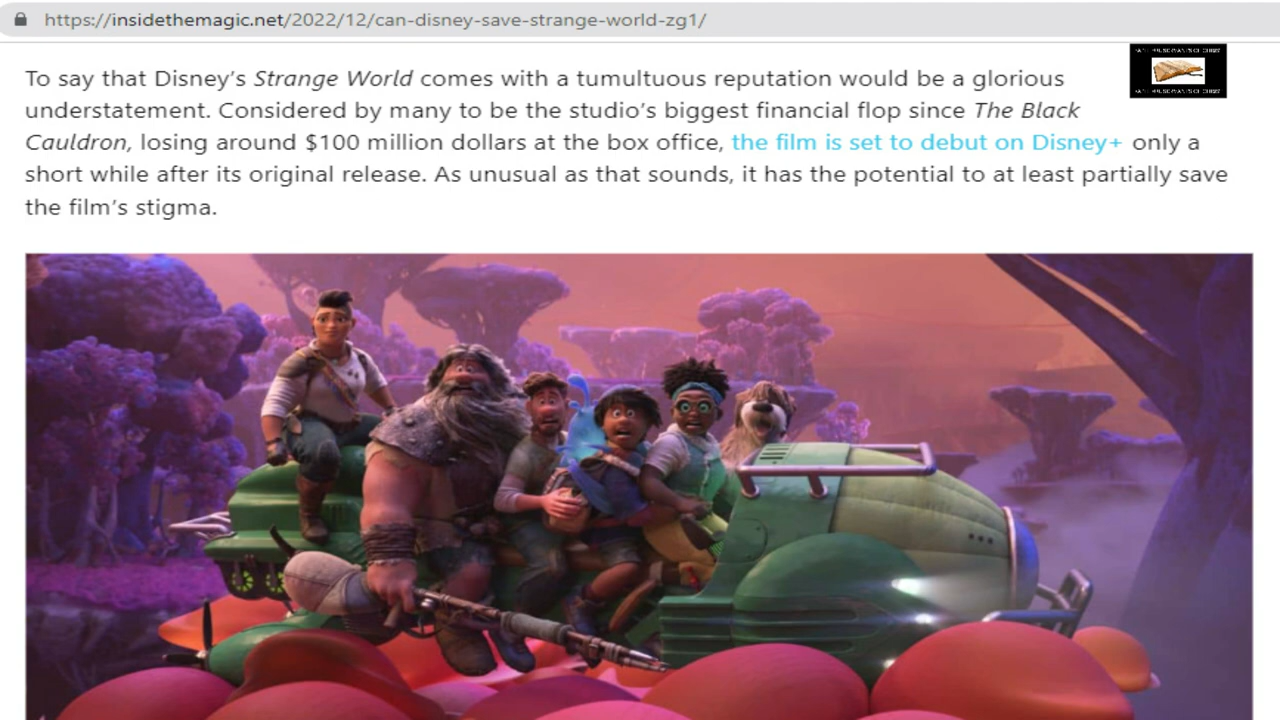 https://insidethemagic.net/2022/12/can-disney-save-strange-world-zg1/
To say that Disney's Strange World comes with a tumultuous reputation would be a glorious
understatement. Considered by many to be the studio's biggest financial flop since The Black
Cauldron, losing around $100 million dollars at the box office, the film is set to debut on Disney+ only a
short while after its original release. As unusual as that sounds, it has the potential to at least partially save
the film's stigma.